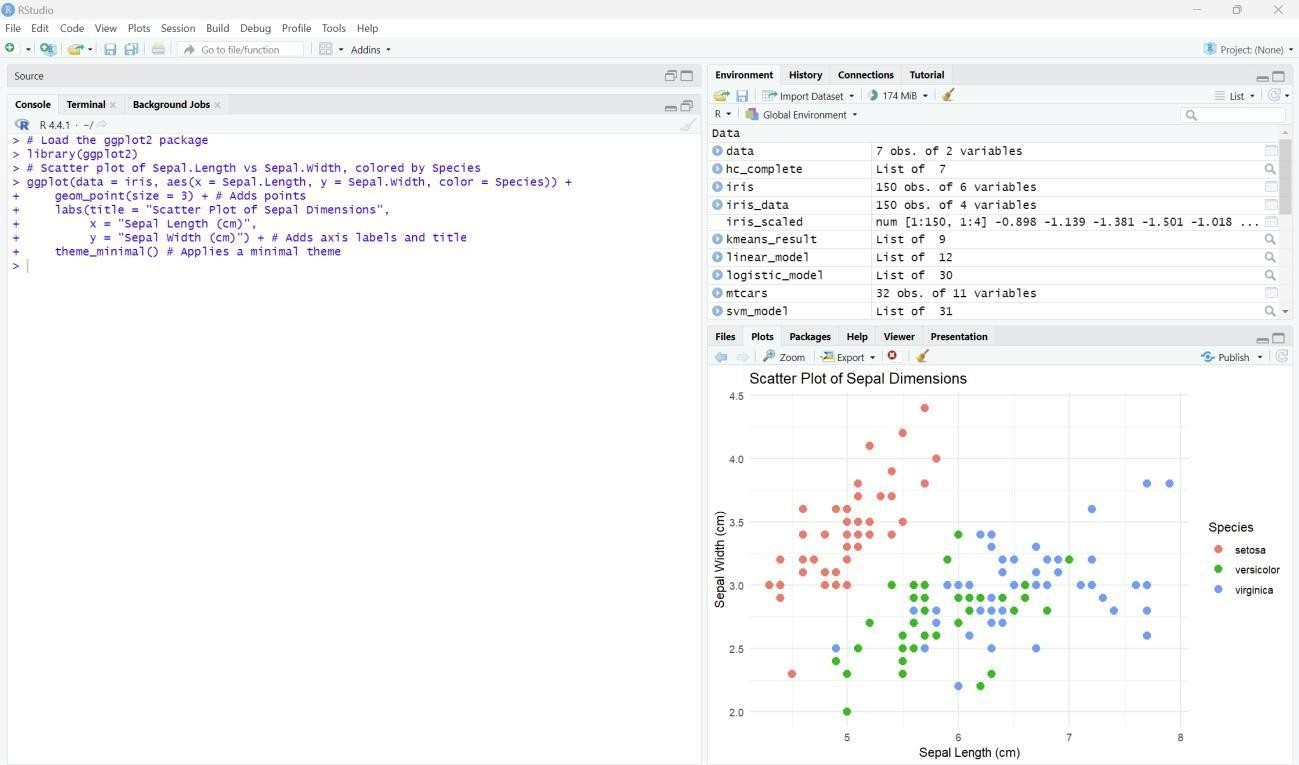 RStudio
File Edit Code View Plots Session Build Debug Profile Tools Help
Go to file/function Addins Project: (None)
Source
Console Terminal Background Jobs
R 4.4.1 · ~/
> # Load the ggplot2 package
> library(ggplot2)
> # Scatter plot of Sepal.Length vs Sepal.Width, colored by Species
> ggplot(data = iris, aes(x = Sepal.Length, y = Sepal.Width, color = Species)) +
+     geom_point(size = 3) + # Adds points
+     labs(title = "Scatter Plot of Sepal Dimensions",
+          x = "Sepal Length (cm)",
+          y = "Sepal Width (cm)") + # Adds axis labels and title
+     theme_minimal() # Applies a minimal theme
>
Environment History Connections Tutorial
Import Dataset 174 MiB List
R Global Environment
Data
data 7 obs. of 2 variables
hc_complete List of 7
iris 150 obs. of 6 variables
iris_data 150 obs. of 4 variables
iris_scaled num [1:150, 1:4] -0.898 -1.139 -1.381 -1.501 -1.018 ...
kmeans_result List of 9
linear_model List of 12
logistic_model List of 30
mtcars 32 obs. of 11 variables
svm_model List of 31
Files Plots Packages Help Viewer Presentation
Zoom Export Publish
Scatter Plot of Sepal Dimensions
4.5
4.0
3.5
3.0
2.5
2.0
Sepal Width (cm)
5 6 7 8
Sepal Length (cm)
Species
setosa
versicolor
virginica